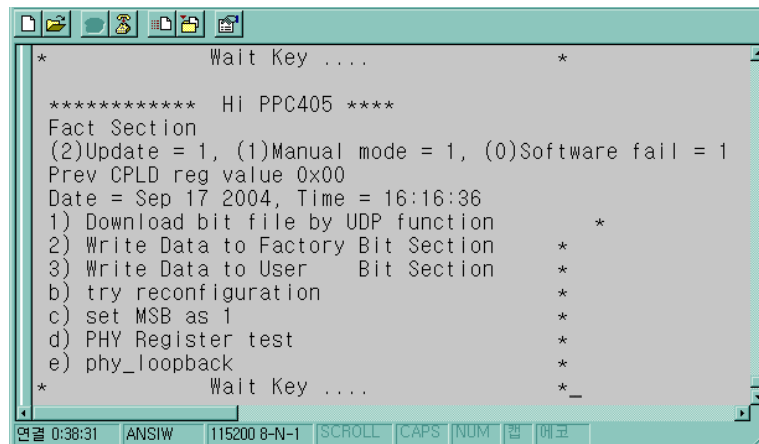 * Wait Key .... *
************ Hi PPC405 ****
Fact Section
(2)Update = 1, (1)Manual mode = 1, (0)Software fail = 1
Prev CPLD reg value 0x00
Date = Sep 17 2004, Time = 16:16:36
1) Download bit file by UDP function *
2) Write Data to Factory Bit Section *
3) Write Data to User Bit Section *
b) try reconfiguration *
c) set MSB as 1 *
d) PHY Register test *
e) phy_loopback *
* Wait Key .... *_
연결 0:38:31 ANSIW 115200 8-N-1 SCROLL CAPS NUM 캡 에코